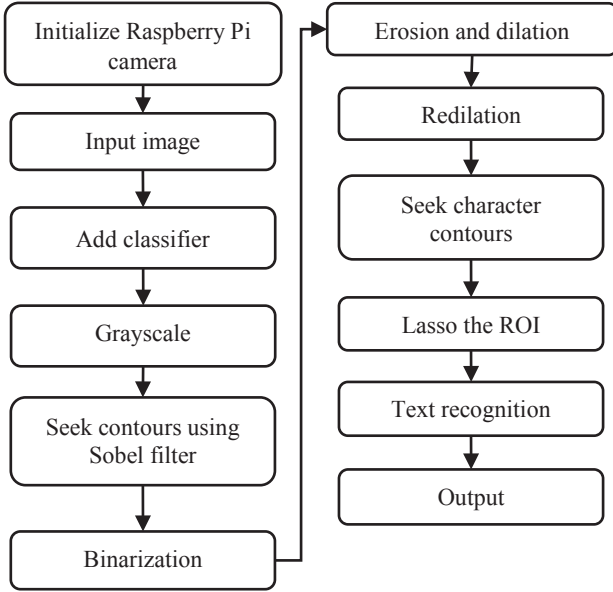 Initialize Raspberry Pi
camera
Input image
Add classifier
Grayscale
Seek contours using
Sobel filter
Binarization
Erosion and dilation
Redilation
Seek character
contours
Lasso the ROI
Text recognition
Output